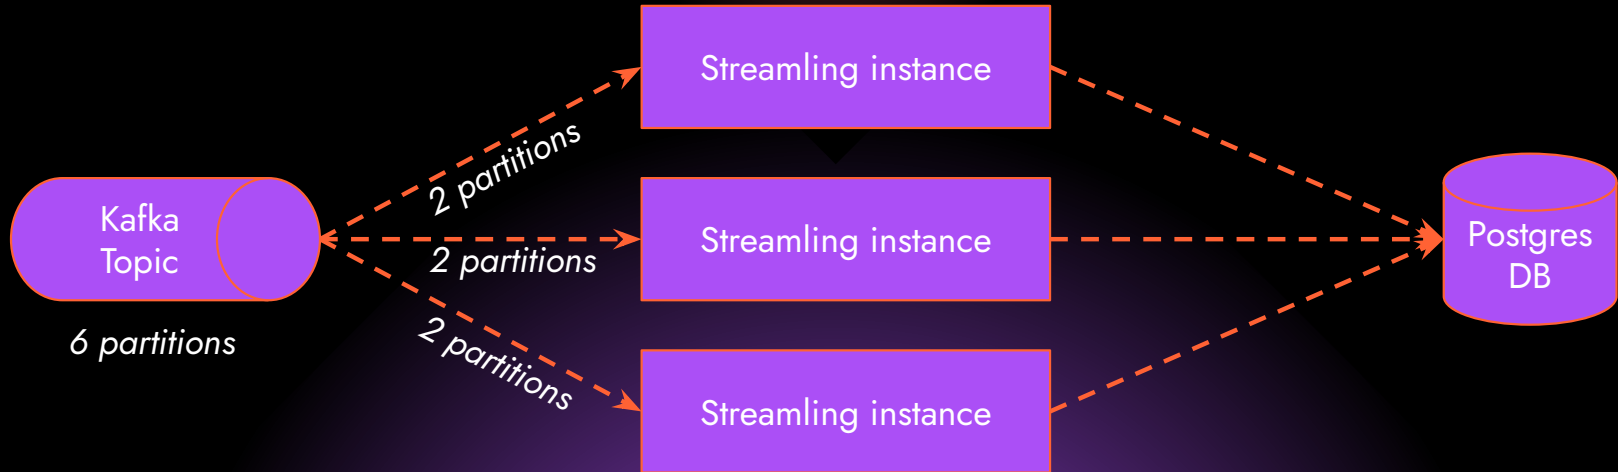 Streamling instance
2 partitions
Kafka
Topic
Streamling instance
2 partitions
Postgres
DB
6 partitions
2 partitions
Streamling instance